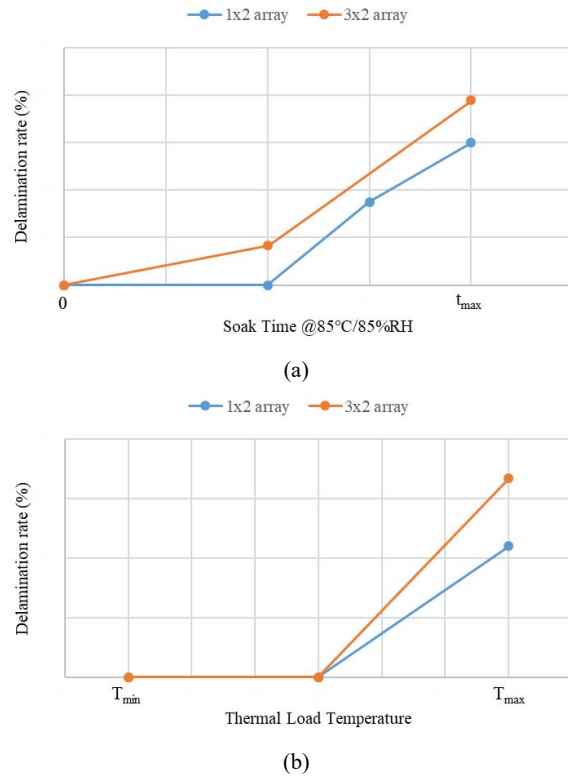 1x2 array 3x2 array
Delamination rate (%)
0 tmax
Soak Time @85℃/85%RH
(a)
1x2 array 3x2 array
Delamination rate (%)
Tmin Tmax
Thermal Load Temperature
(b)